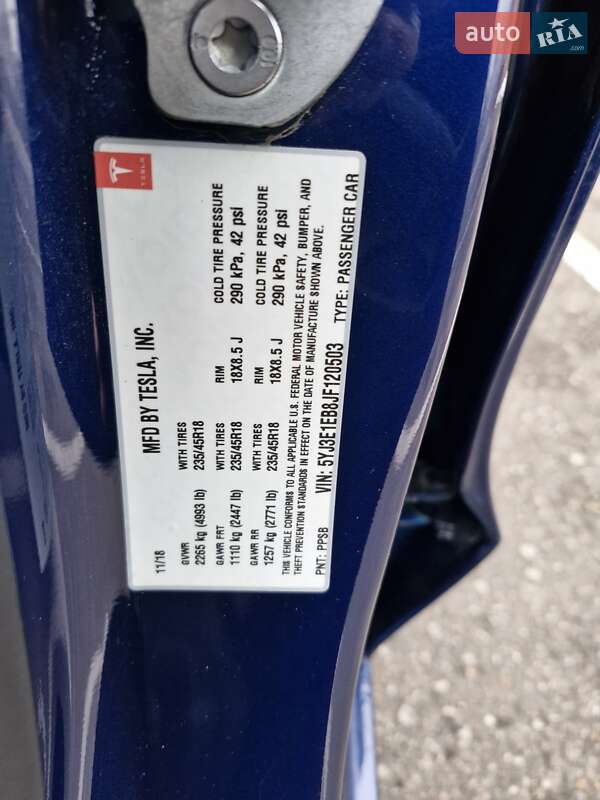 auto RIA.com
TESLA
MFD BY TESLA, INC.
11/18
GVWR WITH TIRES
2265 kg (4993 lb) 235/45R18
GAWR FRT WITH TIRES RIM COLD TIRE PRESSURE
1110 kg (2447 lb) 235/45R18 18X8.5 J 290 kPa, 42 psi
GAWR RR WITH TIRES RIM COLD TIRE PRESSURE
1257 kg (2771 lb) 235/45R18 18X8.5 J 290 kPa, 42 psi
THIS VEHICLE CONFORMS TO ALL APPLICABLE U.S. FEDERAL MOTOR VEHICLE SAFETY, BUMPER, AND
THEFT PREVENTION STANDARDS IN EFFECT ON THE DATE OF MANUFACTURE SHOWN ABOVE.
PNT: PPSB VIN: 5YJ3E1EB8JF120503 TYPE: PASSENGER CAR